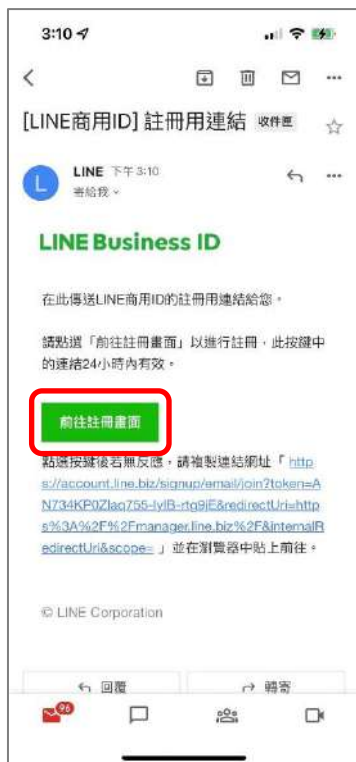 3:10
[LINE商用ID] 註冊用連結 收件匣
L
LINE 下午 3:10
寄給我
LINE Business ID
在此傳送LINE商用ID的註冊用連結給您。
請點選「前往註冊畫面」以進行註冊，此按鍵中
的連結24小時內有效。
前往註冊畫面
點選按鍵後若無反應，請複製連結網址「 http
s://account.line.biz/signup/email/join?token=A
N734KP0Zlaq755-IyIB-rtg9jE&redirectUri=http
s%3A%2F%2Fmanager.line.biz%2F&internalR
edirectUri&scope= 」並在瀏覽器中貼上前往。
© LINE Corporation
回覆
轉寄
96